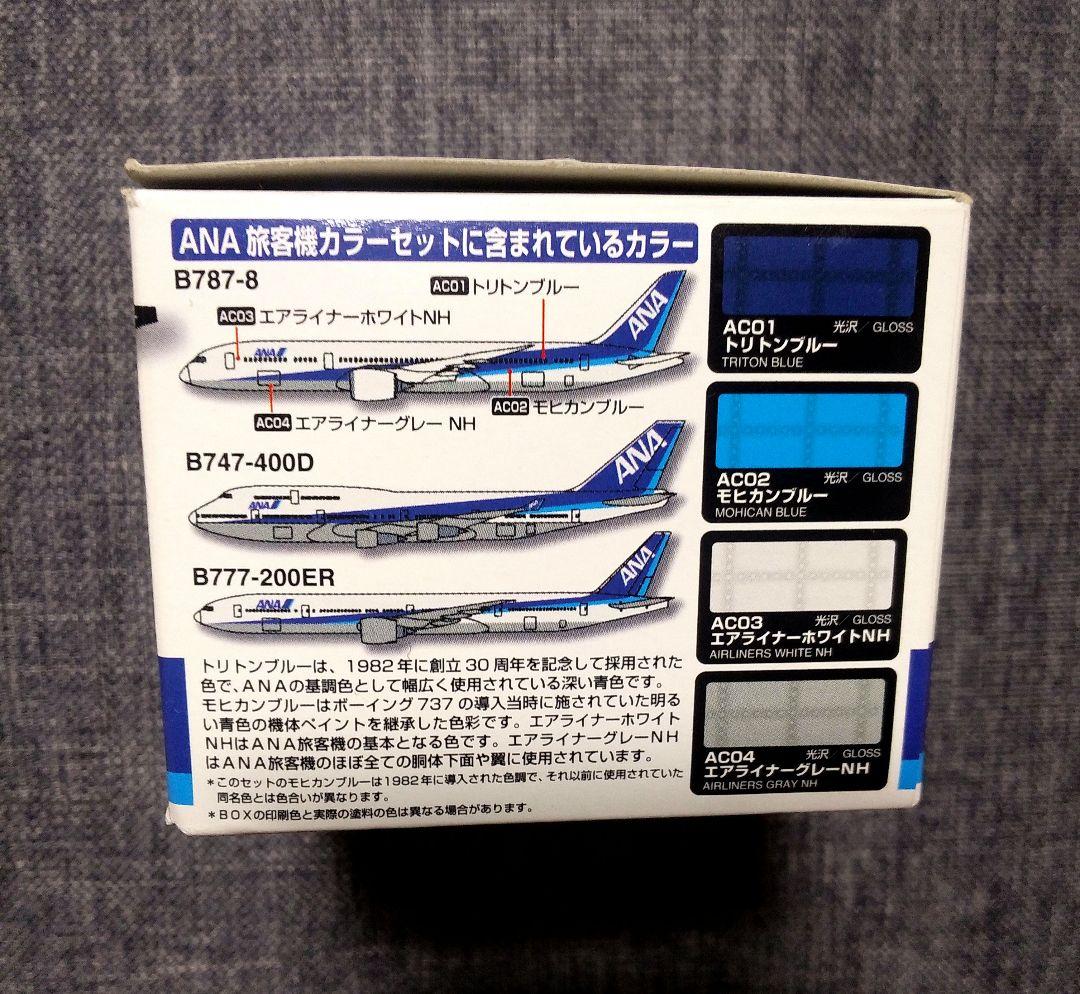 ANA 旅客機カラーセットに含まれているカラー
B787-8
AC01 トリトンブルー
AC03 エアライナーホワイトNH
ANA
ANA
AC04 エアライナーグレー NH
AC02 モヒカンブルー
B747-400D
ANA
ANA
B777-200ER
ANA
ANA
トリトンブルーは、1982年に創立30周年を記念して採用された
色で、ANAの基調色として幅広く使用されている深い青色です。
モヒカンブルーはボーイング737の導入当時に施されていた明る
い青色の機体ペイントを継承した色彩です。エアライナーホワイト
NHはANA旅客機の基本となる色です。エアライナーグレーNH
はANA旅客機のほぼ全ての胴体下面や翼に使用されています。
*このセットのモヒカンブルーは1982年に導入された色調で、それ以前に使用されていた
同名色とは色合いが異なります。
*BOXの印刷色と実際の塗料の色は異なる場合があります。
AC01 光沢/GLOSS
トリトンブルー
TRITON BLUE
AC02 光沢/GLOSS
モヒカンブルー
MOHICAN BLUE
AC03 光沢/GLOSS
エアライナーホワイトNH
AIRLINERS WHITE NH
AC04 光沢/GLOSS
エアライナーグレーNH
AIRLINERS GRAY NH